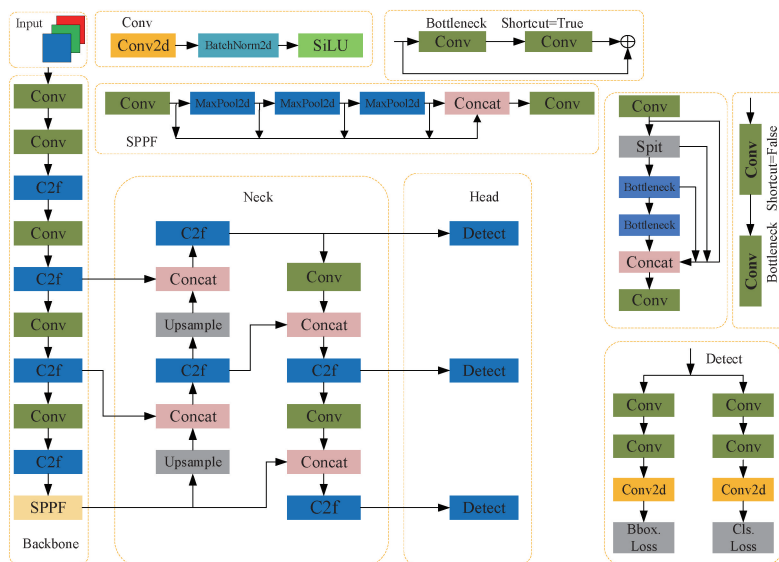 Input
Conv
Conv2d
BatchNorm2d
SiLU
Bottleneck
Shortcut=True
Conv
Conv
Conv
MaxPool2d
MaxPool2d
MaxPool2d
Concat
Conv
SPPF
Conv
Conv
C2f
Conv
C2f
Conv
C2f
Conv
C2f
SPPF
Backbone
Neck
C2f
Concat
Upsample
C2f
Concat
Upsample
Conv
Concat
C2f
Conv
Concat
C2f
Head
Detect
Detect
Detect
Conv
Spit
Bottleneck
Bottleneck
Concat
Conv
Conv
Conv
Bottleneck
Shortcut=False
Detect
Conv
Conv
Conv2d
Bbox.
Loss
Conv
Conv
Conv2d
Cls.
Loss